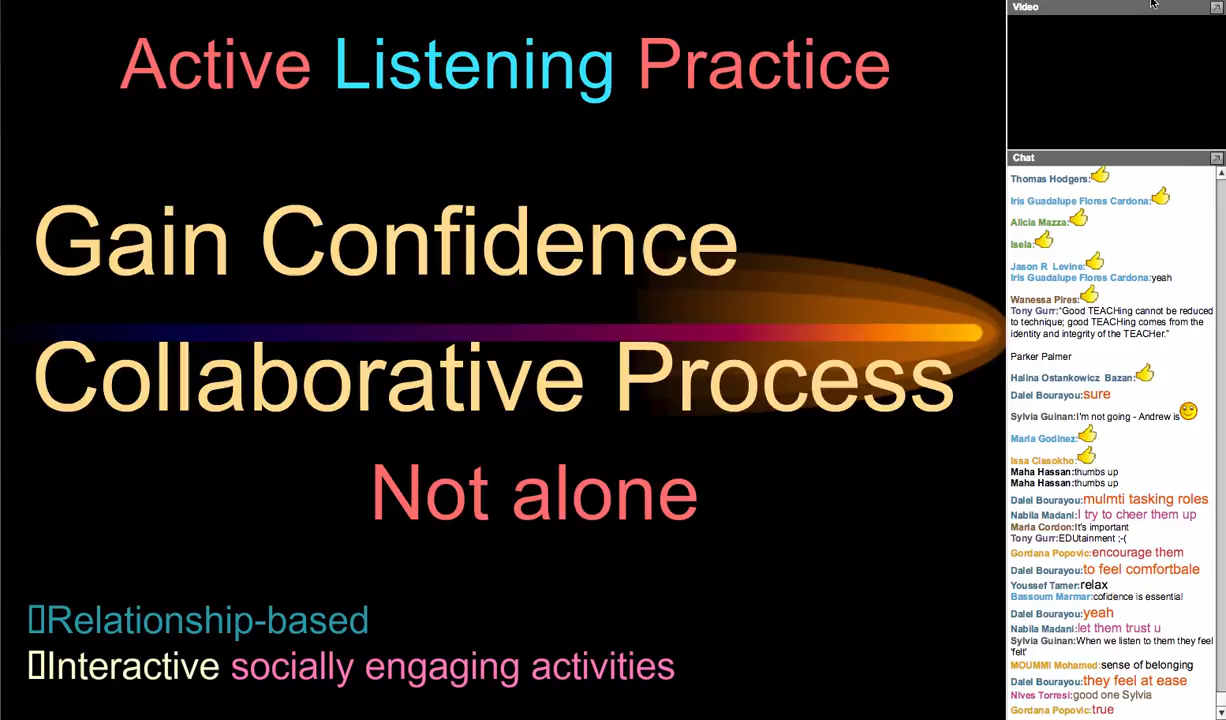 Active Listening Practice
Gain Confidence
Collaborative Process
Not alone
Relationship-based
Interactive socially engaging activities
Video
Chat
Thomas Hodgers:
Iris Guadalupe Flores Cardona:
Alicia Mazza:
Isela:
Jason R Levine:
Iris Guadalupe Flores Cardona:yeah
Wanessa Pires:
Tony Gurr:"Good TEACHing cannot be reduced
to technique; good TEACHing comes from the
identity and integrity of the TEACHer."
Parker Palmer
Halina Ostankowicz Bazan:
Dalel Bourayou:sure
Sylvia Guinan:I'm not going - Andrew is
Maria Godinez:
Issa Cissokho:
Maha Hassan:thumbs up
Maha Hassan:thumbs up
Dalel Bourayou:mulmti tasking roles
Nabila Madani:I try to cheer them up
Maria Cordon:It's important
Tony Gurr:EDUtainment ;-(
Gordana Popovic:encourage them
Dalel Bourayou:to feel comfortbale
Youssef Tamer:relax
Bassoum Marmar:cofidence is essential
Dalel Bourayou:yeah
Nabila Madani:let them trust u
Sylvia Guinan:When we listen to them they feel
'felt'
MOUMMI Mohamed:sense of belonging
Dalel Bourayou:they feel at ease
Nives Torresi:good one Sylvia
Gordana Popovic:true